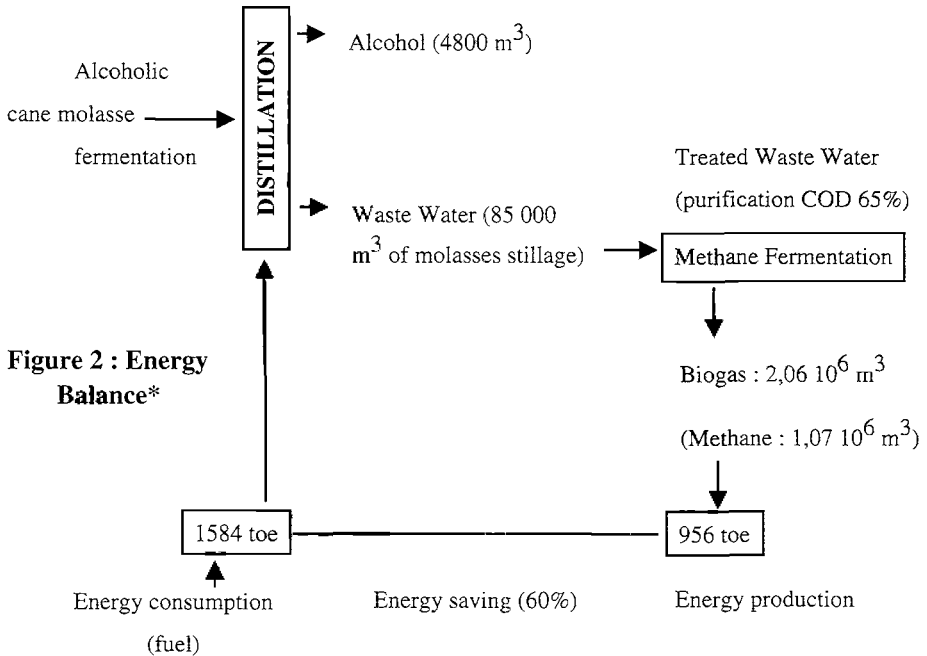 Alcoholic
cane molasse
fermentation
DISTILLATION
Alcohol (4800 m³)
Waste Water (85 000
m³ of molasses stillage)
Treated Waste Water
(purification COD 65%)
Methane Fermentation
Biogas : 2,06 10⁶ m³
(Methane : 1,07 10⁶ m³)
Figure 2 : Energy
Balance*
1584 toe
956 toe
Energy consumption
(fuel)
Energy saving (60%)
Energy production